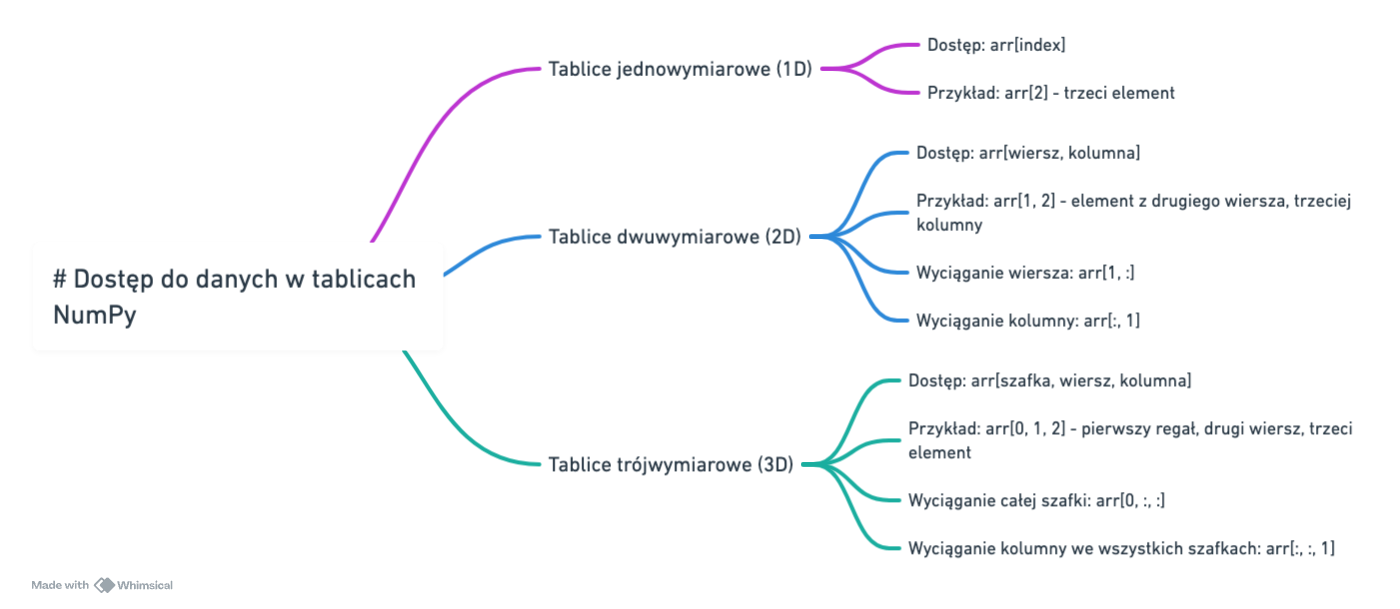 Dostęp: arr[index]
Tablice jednowymiarowe (1D)
Przykład: arr[2] - trzeci element
Dostęp: arr[wiersz, kolumna]
Przykład: arr[1, 2] - element z drugiego wiersza, trzeciej
kolumny
Tablice dwuwymiarowe (2D)
Wyciąganie wiersza: arr[1, :]
Wyciąganie kolumny: arr[:, 1]
# Dostęp do danych w tablicach
NumPy
Dostęp: arr[szafka, wiersz, kolumna]
Przykład: arr[0, 1, 2] - pierwszy regał, drugi wiersz, trzeci
element
Tablice trójwymiarowe (3D)
Wyciąganie całej szafki: arr[0, :, :]
Wyciąganie kolumny we wszystkich szafkach: arr[:, :, 1]
Made with Whimsical